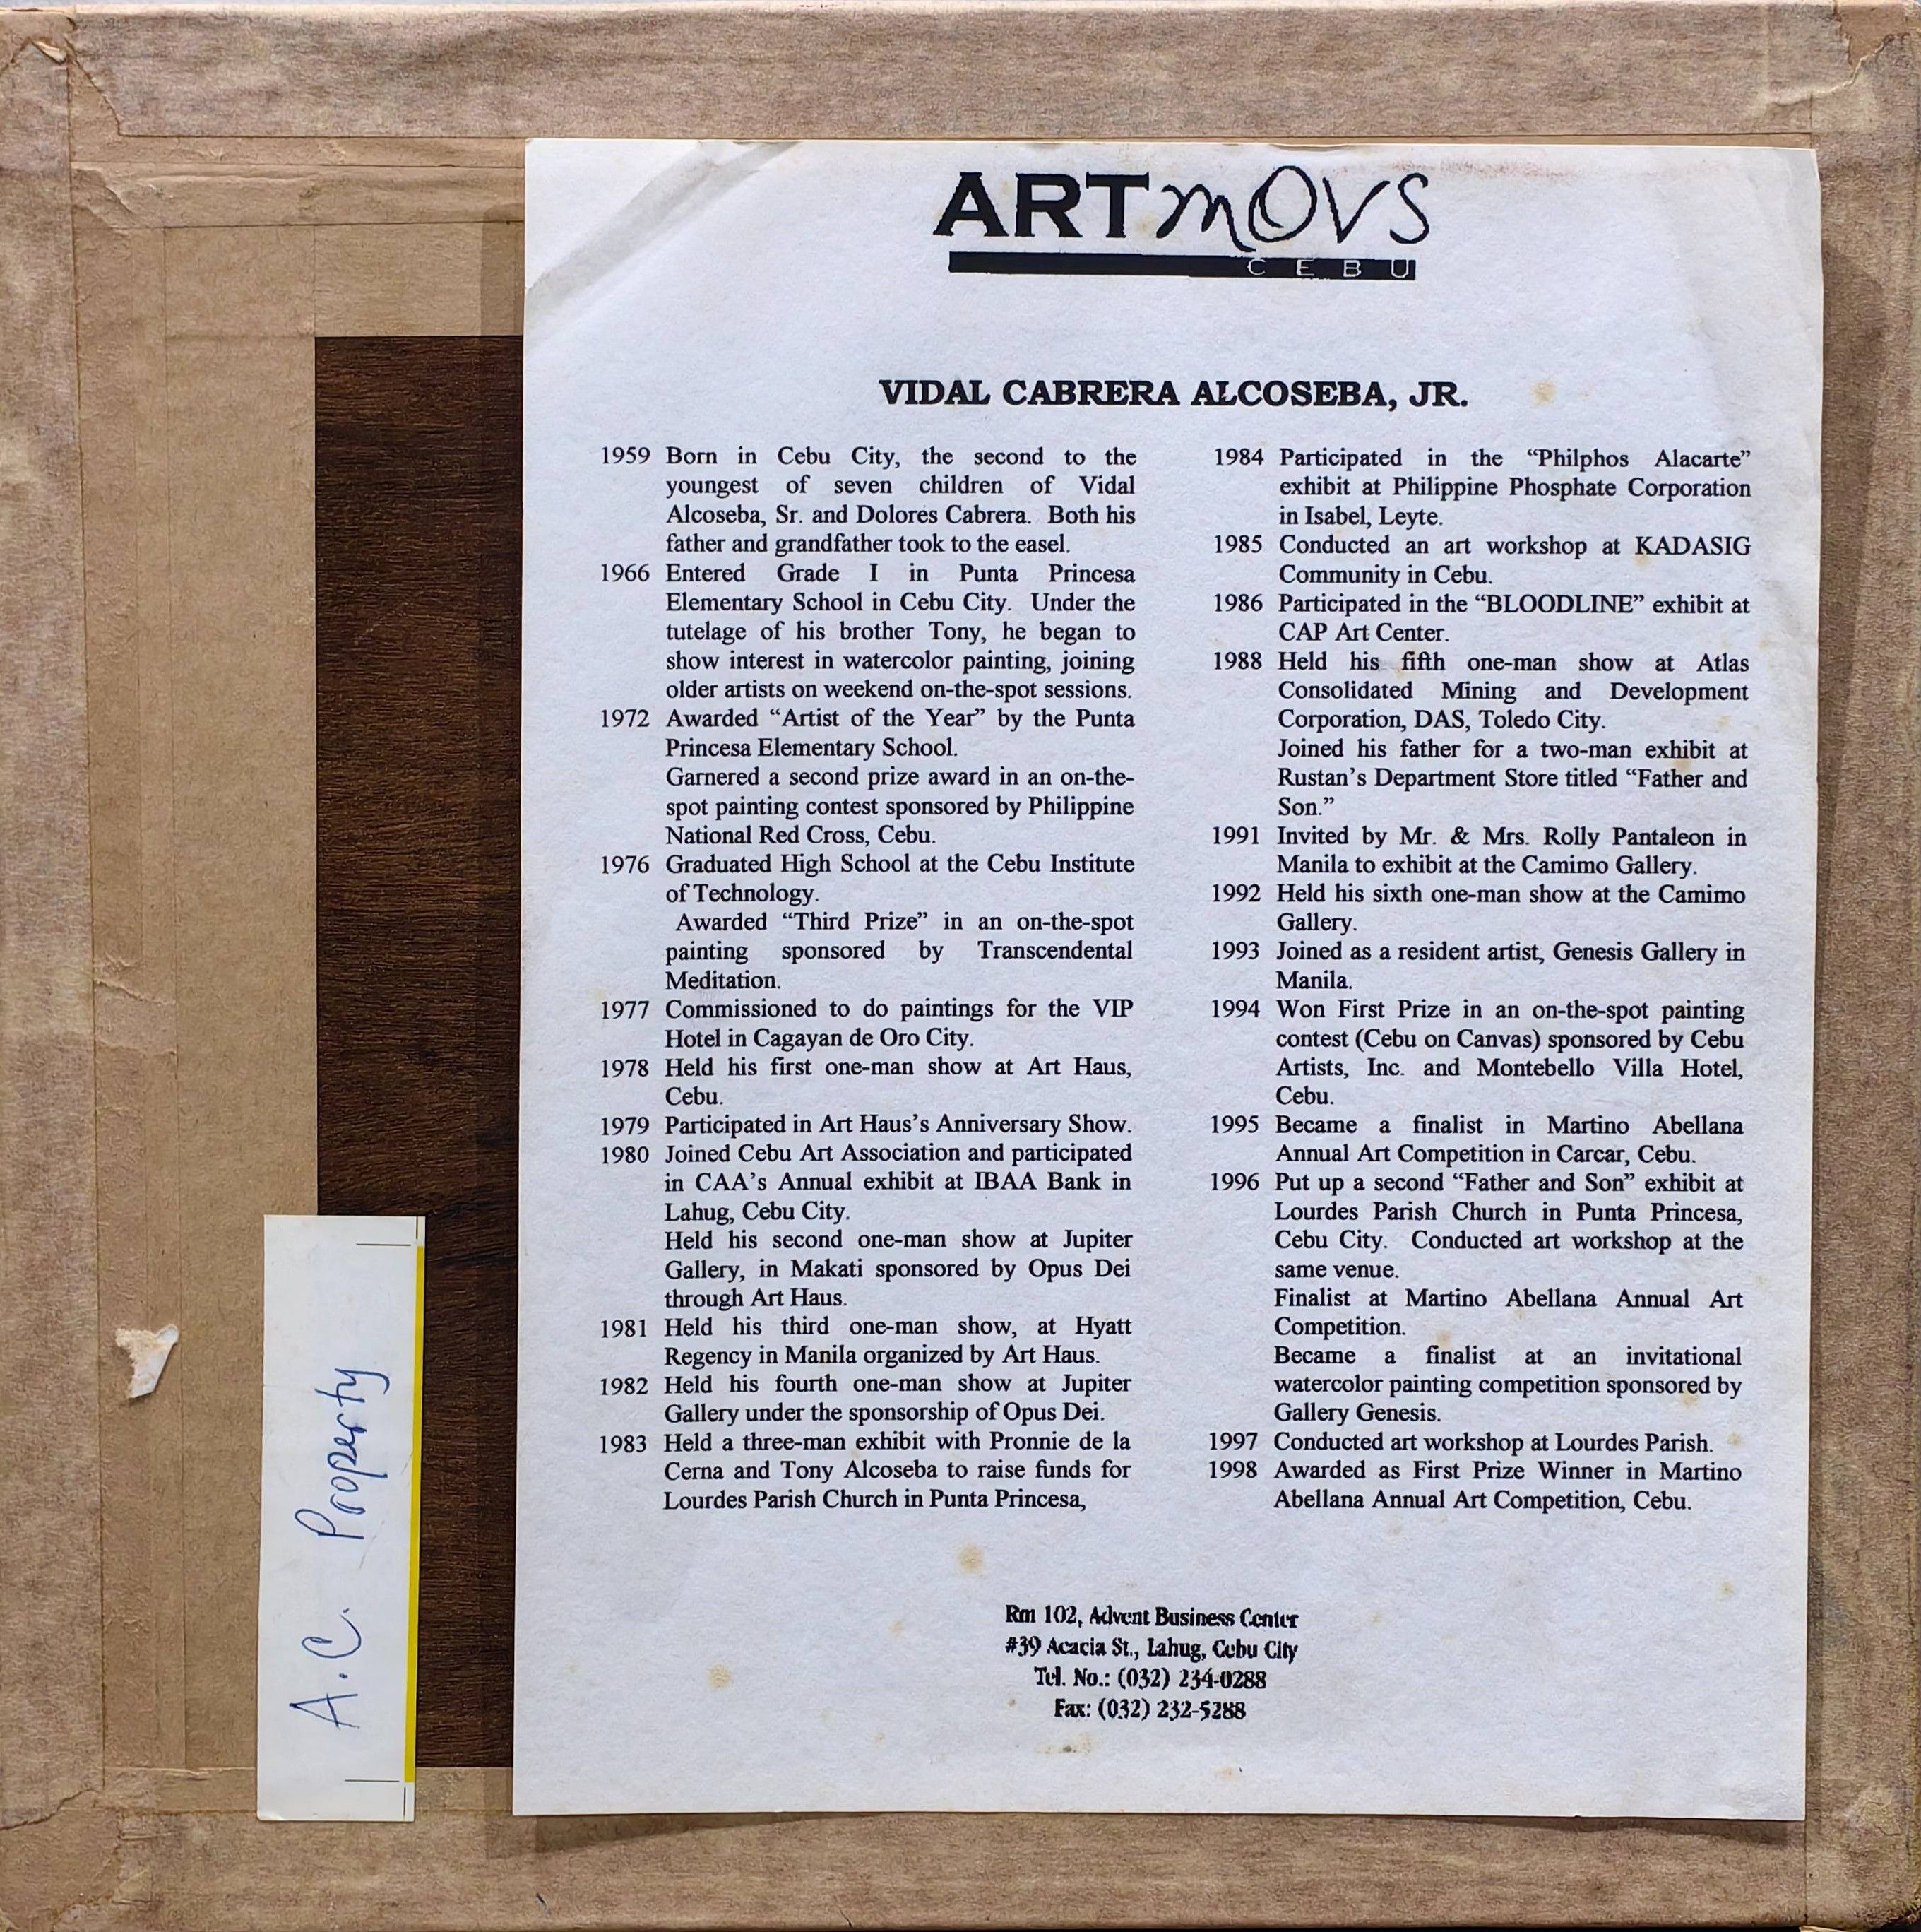 ARTmOVS
CEBU
VIDAL CABRERA ALCOSEBA, JR.
1959 Born in Cebu City, the second to the
youngest of seven children of Vidal
Alcoseba, Sr. and Dolores Cabrera. Both his
father and grandfather took to the easel.
1966 Entered Grade I in Punta Princesa
Elementary School in Cebu City. Under the
tutelage of his brother Tony, he began to
show interest in watercolor painting, joining
older artists on weekend on-the-spot sessions.
1972 Awarded “Artist of the Year” by the Punta
Princesa Elementary School.
Garnered a second prize award in an on-the-
spot painting contest sponsored by Philippine
National Red Cross, Cebu.
1976 Graduated High School at the Cebu Institute
of Technology.
Awarded “Third Prize” in an on-the-spot
painting sponsored by Transcendental
Meditation.
1977 Commissioned to do paintings for the VIP
Hotel in Cagayan de Oro City.
1978 Held his first one-man show at Art Haus,
Cebu.
1979 Participated in Art Haus’s Anniversary Show.
1980 Joined Cebu Art Association and participated
in CAA’s Annual exhibit at IBAA Bank in
Lahug, Cebu City.
Held his second one-man show at Jupiter
Gallery, in Makati sponsored by Opus Dei
through Art Haus.
1981 Held his third one-man show, at Hyatt
Regency in Manila organized by Art Haus.
1982 Held his fourth one-man show at Jupiter
Gallery under the sponsorship of Opus Dei.
1983 Held a three-man exhibit with Pronnie de la
Cerna and Tony Alcoseba to raise funds for
Lourdes Parish Church in Punta Princesa,
1984 Participated in the “Philphos Alacarte”
exhibit at Philippine Phosphate Corporation
in Isabel, Leyte.
1985 Conducted an art workshop at KADASIG
Community in Cebu.
1986 Participated in the “BLOODLINE” exhibit at
CAP Art Center.
1988 Held his fifth one-man show at Atlas
Consolidated Mining and Development
Corporation, DAS, Toledo City.
Joined his father for a two-man exhibit at
Rustan’s Department Store titled “Father and
Son.”
1991 Invited by Mr. & Mrs. Rolly Pantaleon in
Manila to exhibit at the Camimo Gallery.
1992 Held his sixth one-man show at the Camimo
Gallery.
1993 Joined as a resident artist, Genesis Gallery in
Manila.
1994 Won First Prize in an on-the-spot painting
contest (Cebu on Canvas) sponsored by Cebu
Artists, Inc. and Montebello Villa Hotel,
Cebu.
1995 Became a finalist in Martino Abellana
Annual Art Competition in Carcar, Cebu.
1996 Put up a second “Father and Son” exhibit at
Lourdes Parish Church in Punta Princesa,
Cebu City. Conducted art workshop at the
same venue.
Finalist at Martino Abellana Annual Art
Competition.
Became a finalist at an invitational
watercolor painting competition sponsored by
Gallery Genesis.
1997 Conducted art workshop at Lourdes Parish.
1998 Awarded as First Prize Winner in Martino
Abellana Annual Art Competition, Cebu.
Rm 102, Advent Business Center
#39 Acacia St., Lahug, Cebu City
Tel. No.: (032) 234-0288
Fax: (032) 232-5288
A.C. Property